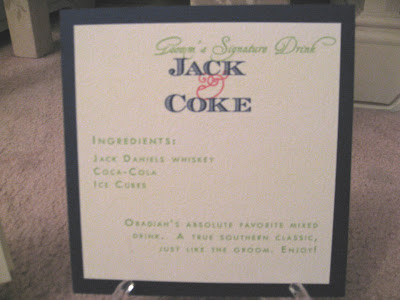 Groom's Signature Drink
Jack
&
Coke
Ingredients:
Jack Daniels whiskey
Coca-Cola
Ice Cubes
Obadiah's absolute favorite mixed
drink. A true southern classic,
just like the groom. Enjoy!